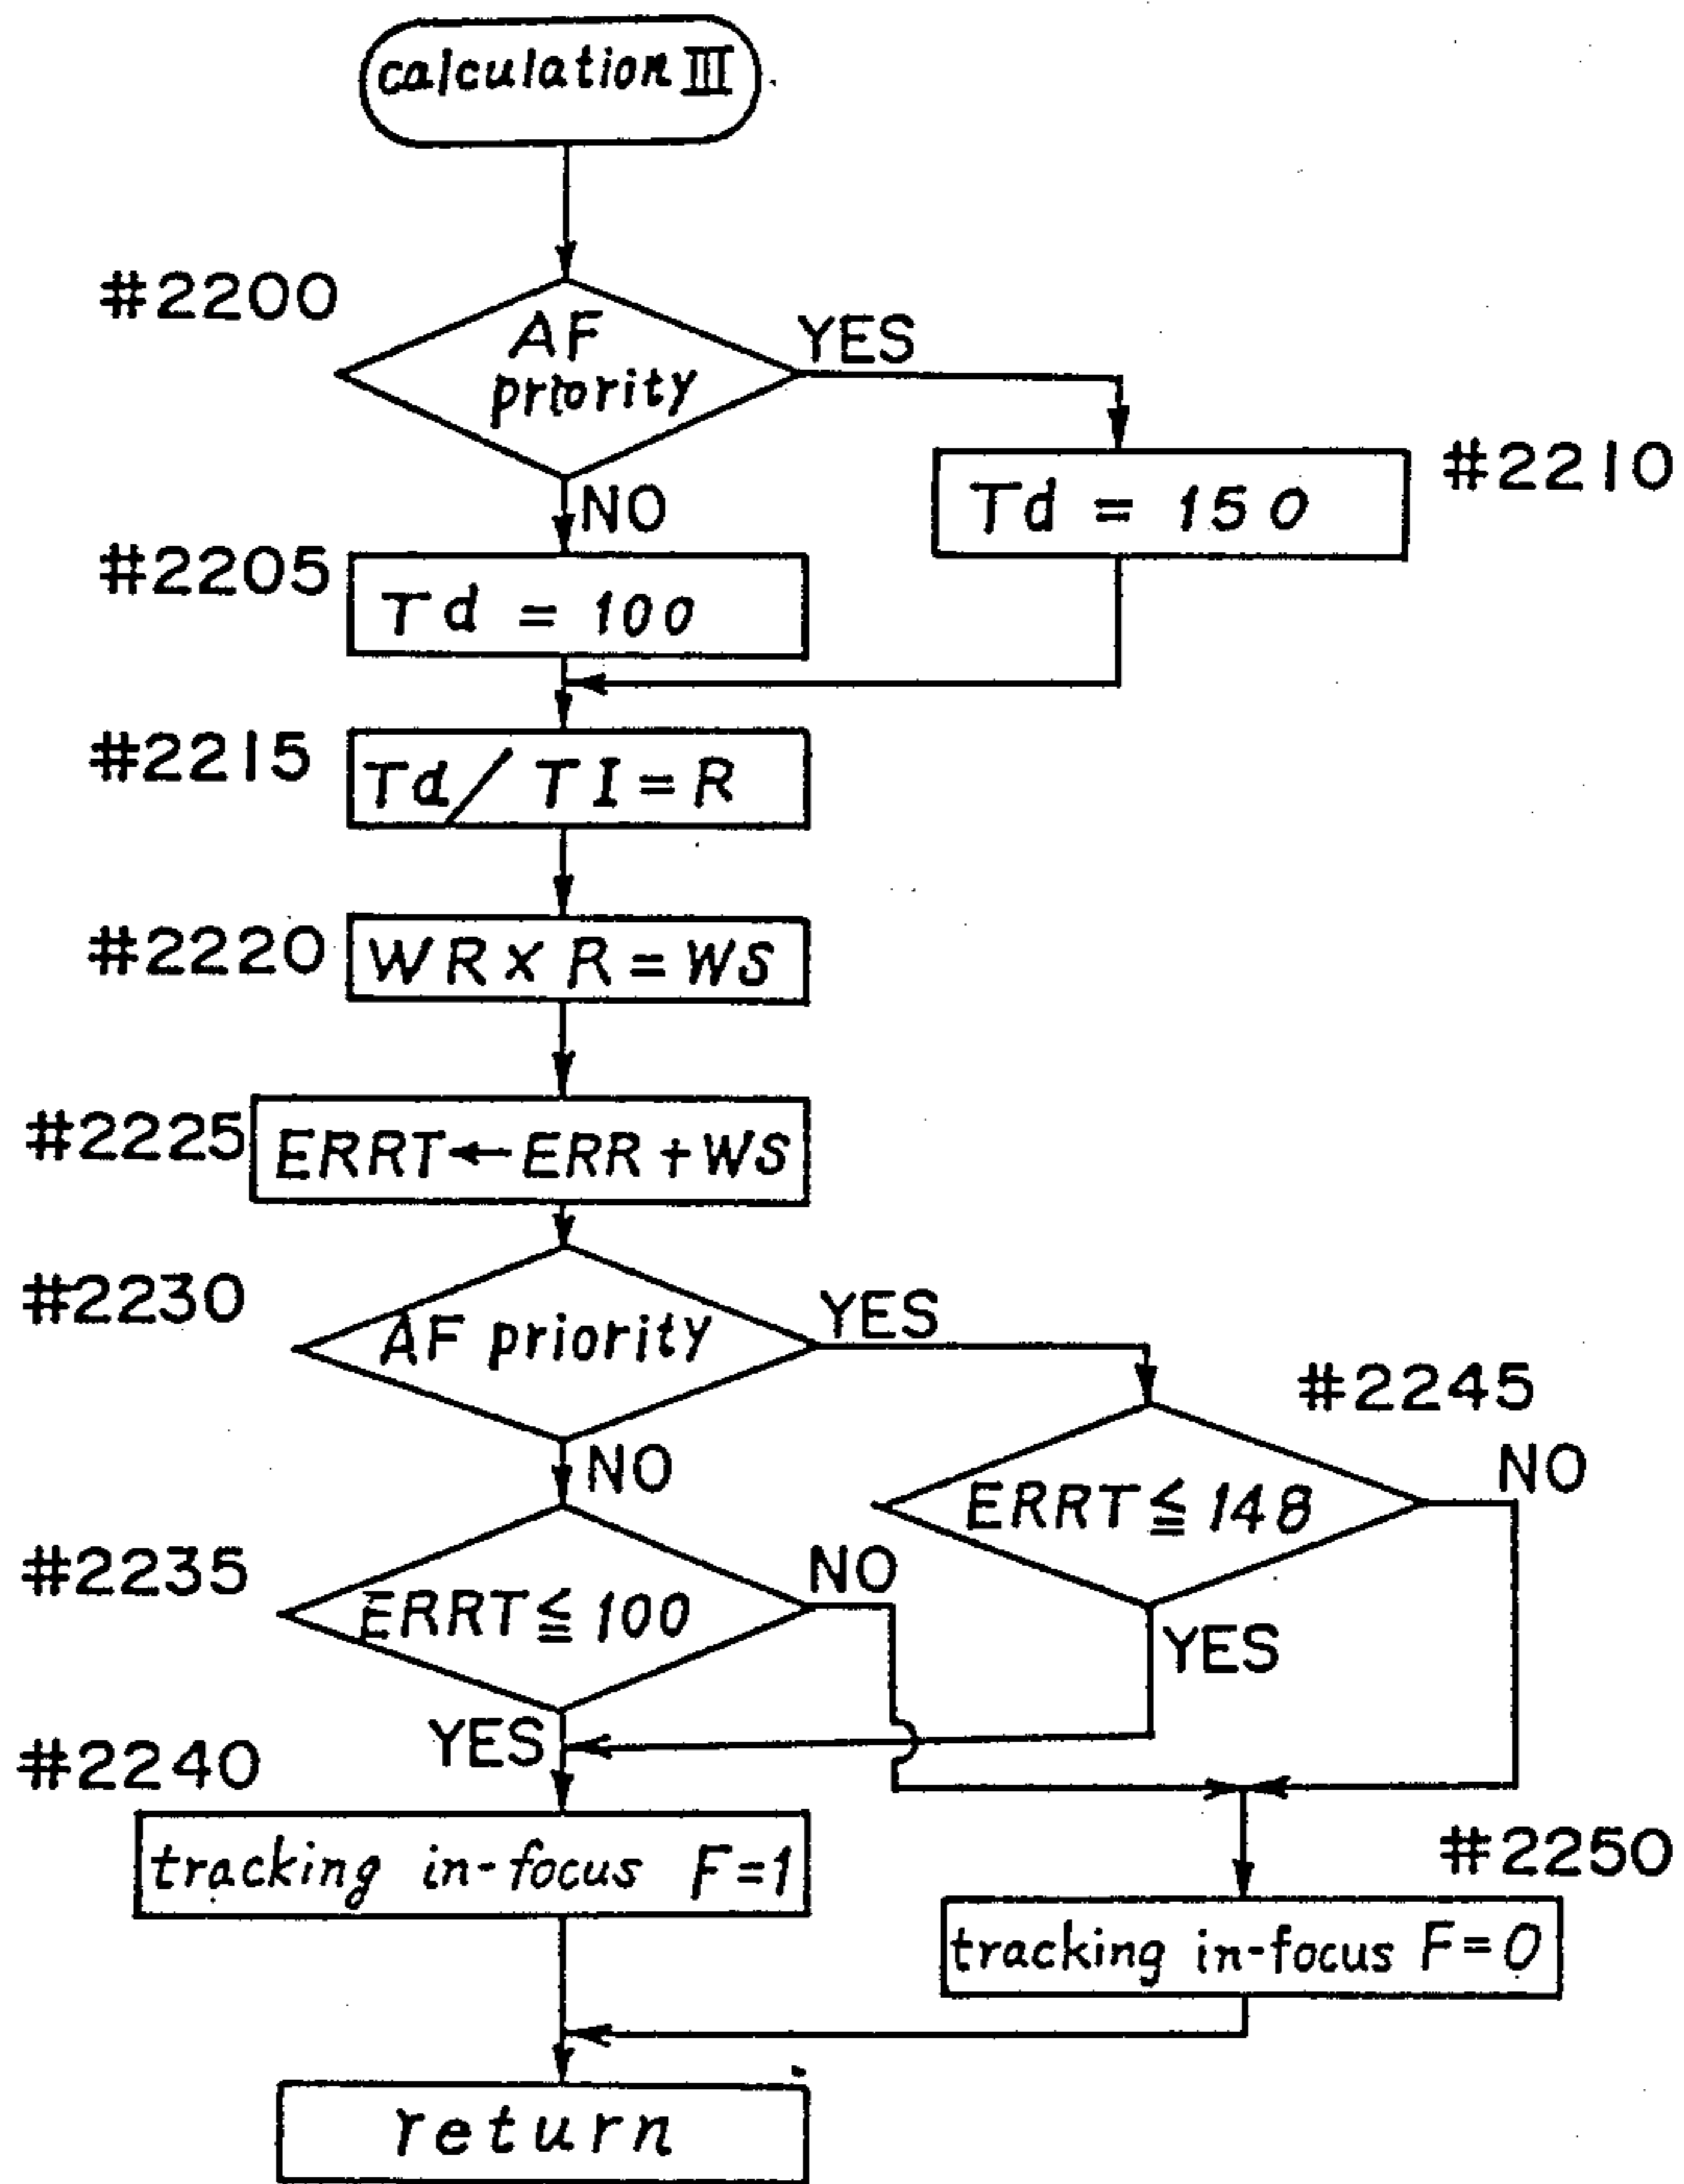 calculation III
#2200
AF
priority
YES
#2210
Td = 150
NO
#2205
Td = 100
#2215
Td/TI=R
#2220
WR×R=WS
#2225
ERRT←ERR+WS
#2230
AF priority
YES
#2245
NO
ERRT≦148
NO
#2235
NO
ERRT≦100
YES
YES
#2240
tracking in-focus F=1
#2250
tracking in-focus F=0
return